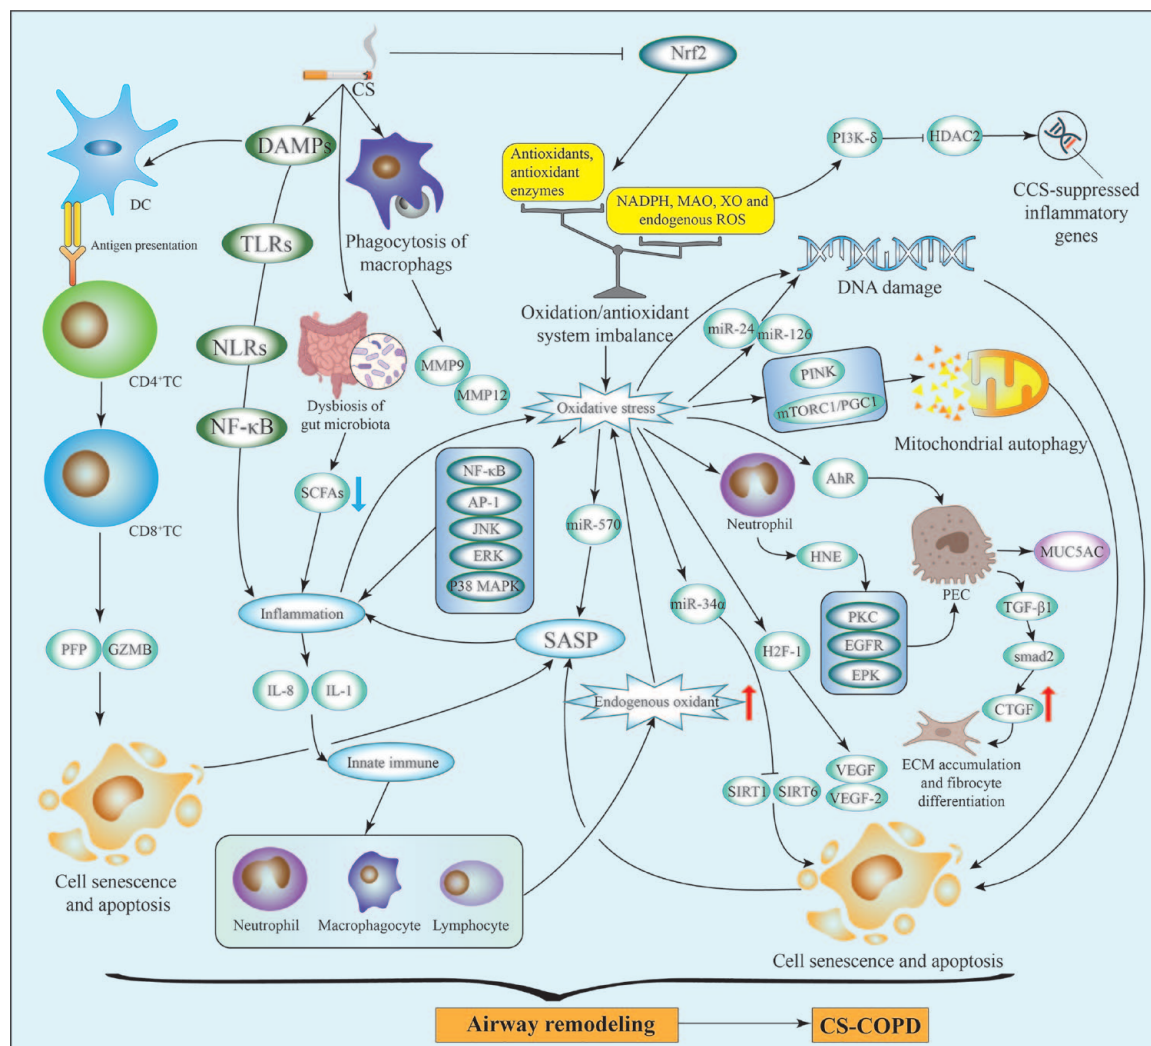 CS
Nrf2
DAMPs
DC
Antigen presentation
CD4⁺TC
CD8⁺TC
PFP
GZMB
Cell senescence
and apoptosis
TLRs
NLRs
NF-κB
Phagocytosis of
macrophags
MMP9
MMP12
Dysbiosis of
gut microbiota
SCFAs
Inflammation
IL-8
IL-1
Innate immune
Neutrophil
Macrophagocyte
Lymphocyte
Antioxidants,
antioxidant
enzymes
NADPH, MAO, XO and
endogenous ROS
Oxidation/antioxidant
system imbalance
Oxidative stress
PI3K-δ
HDAC2
CCS-suppressed
inflammatory
genes
DNA damage
miR-24
miR-126
PINK
mTORC1/PGC1
Mitochondrial autophagy
NF-κB
AP-1
JNK
ERK
P38 MAPK
miR-570
SASP
Endogenous oxidant
miR-34α
H2F-1
SIRT1
SIRT6
VEGF
VEGF-2
Neutrophil
HNE
AhR
PKC
EGFR
EPK
PEC
MUC5AC
TGF-β1
smad2
CTGF
ECM accumulation
and fibrocyte
differentiation
Cell senescence and apoptosis
Airway remodeling
CS-COPD